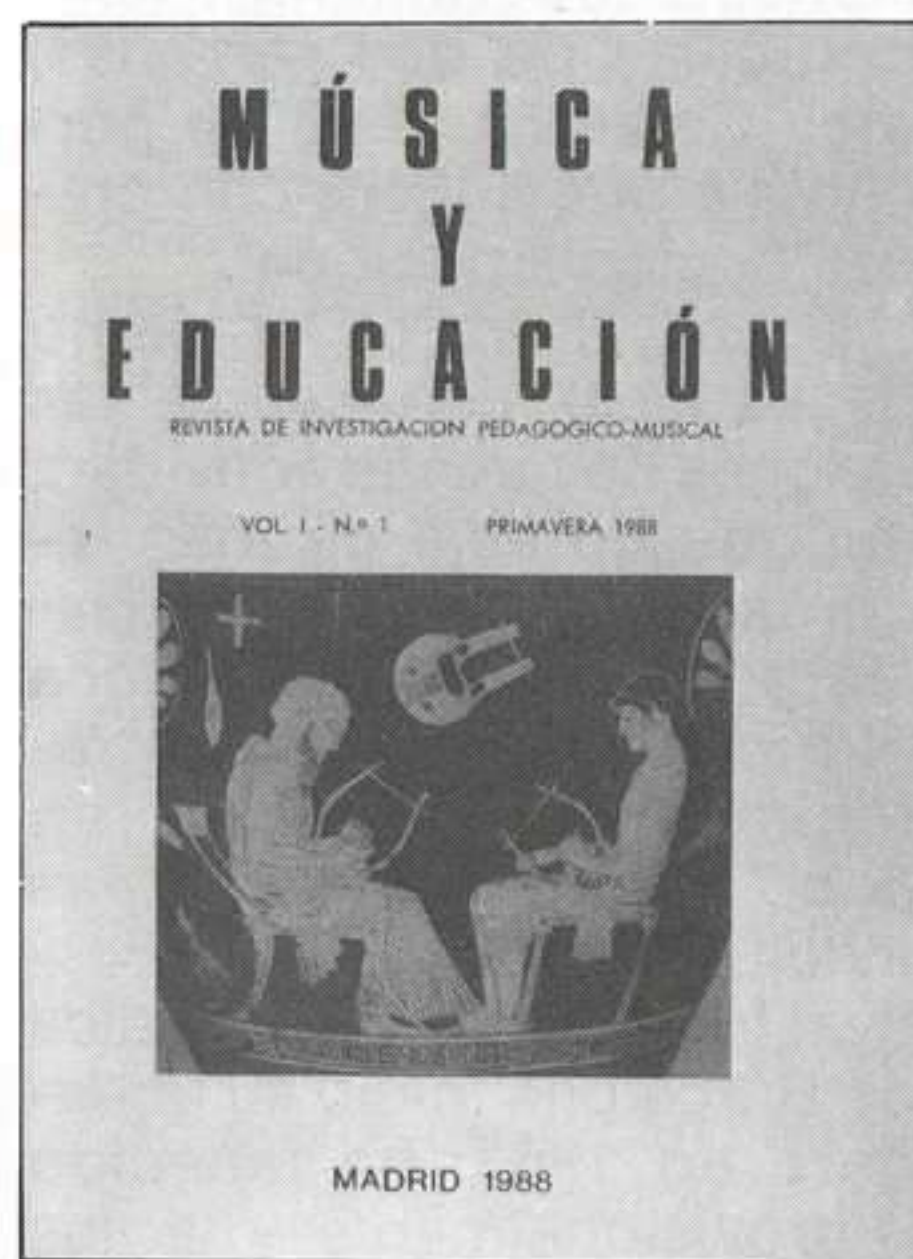 MÚSICA
Y
EDUCACIÓN
REVISTA DE INVESTIGACION PEDAGOGICO-MUSICAL
VOL. I - N.º 1 PRIMAVERA 1988
MADRID 1988